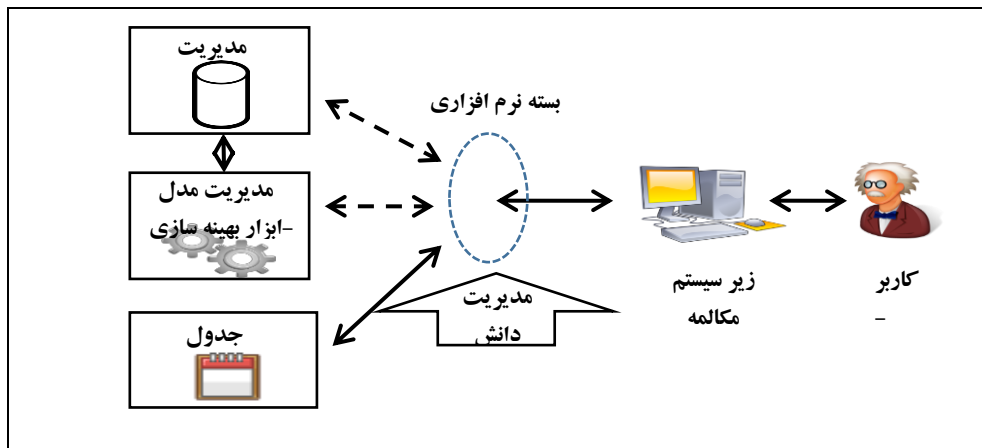 مدیریت
بسته نرم افزاری
مدیریت مدل
-ابزار بهینه سازی
جدول
مدیریت
دانش
زیر سیستم
مکالمه
کاربر
-